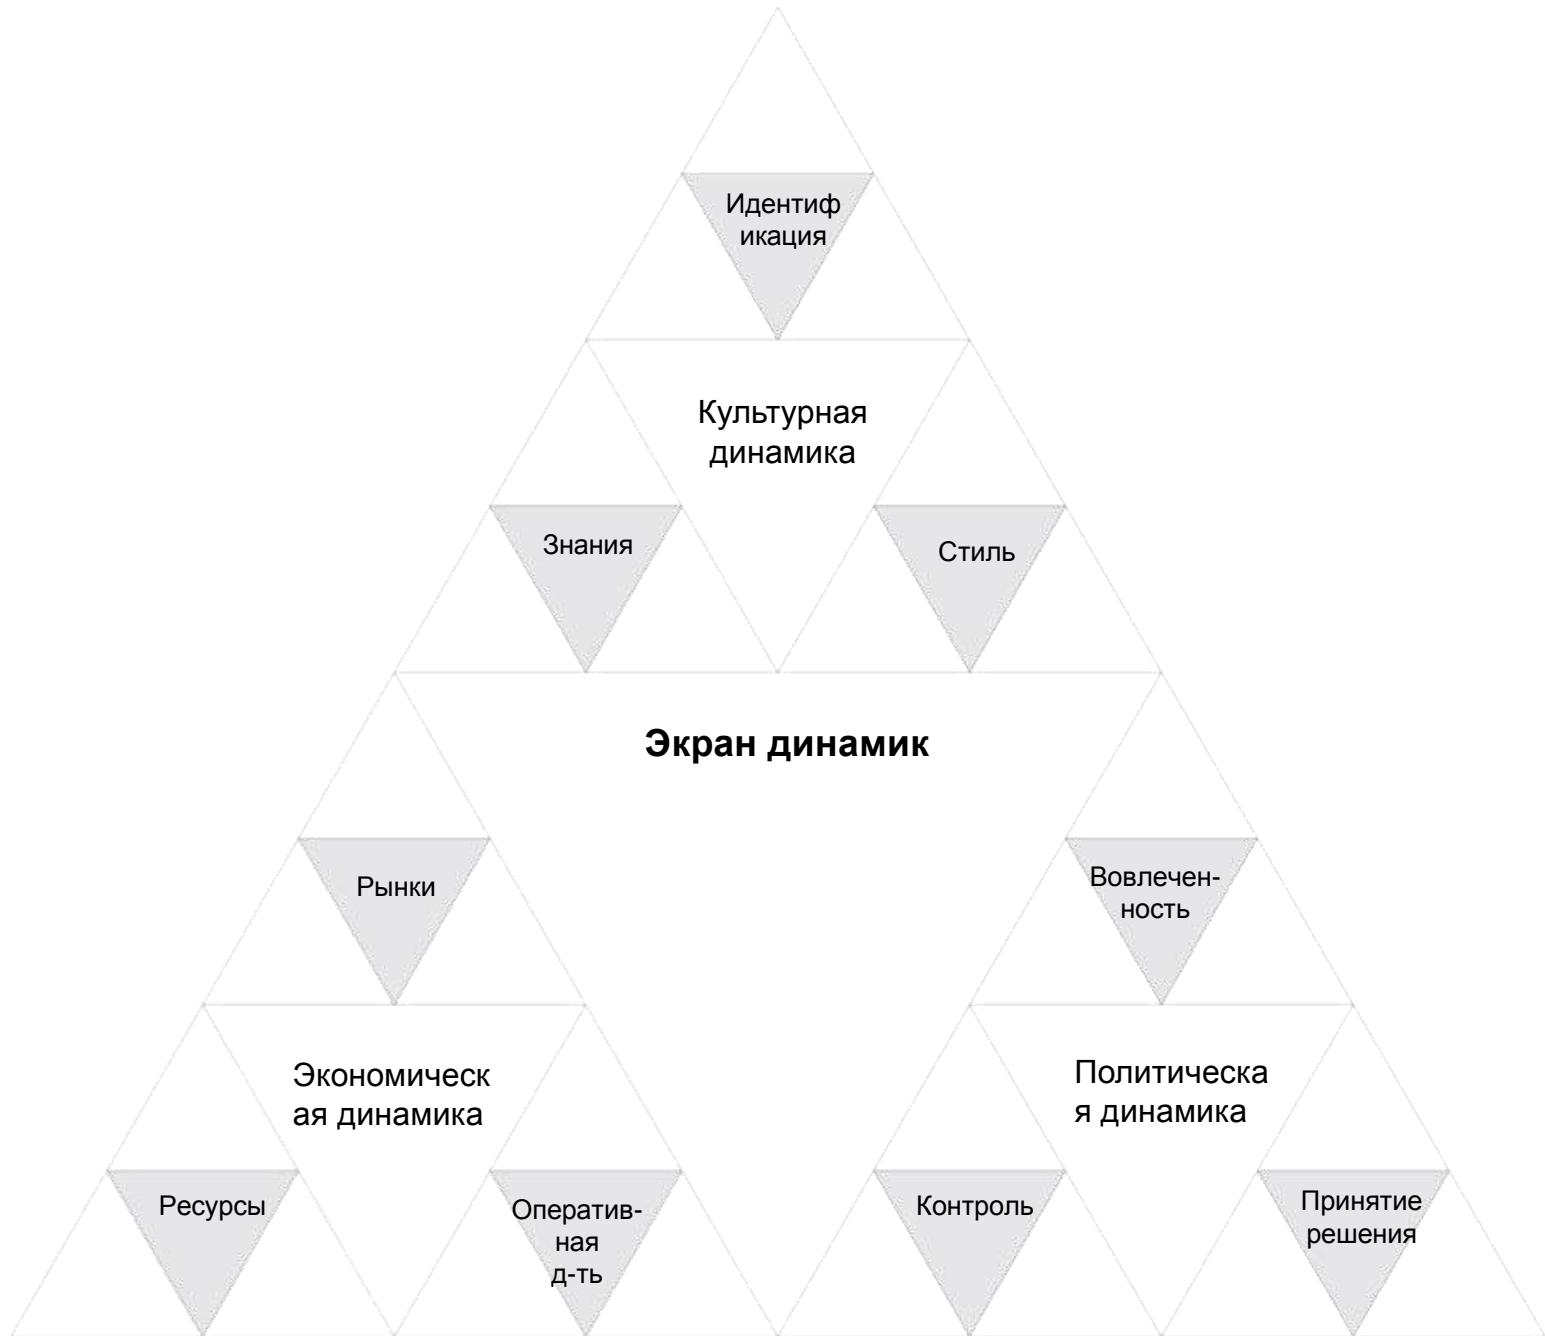 Идентиф
икация
Культурная
динамика
Знания
Стиль
Экран динамик
Рынки
Вовлечен-
ность
Экономическ
ая динамика
Политическа
я динамика
Ресурсы
Оператив-
ная
д-ть
Контроль
Принятие
решения